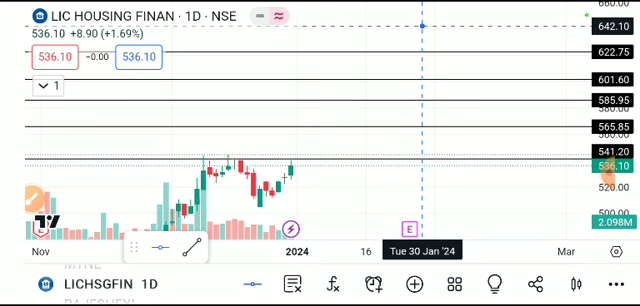 LIC HOUSING FINAN · 1D · NSE
660.00
642.10
536.10 +8.90 (+1.69%)
536.10 −0.00 536.10
622.75
1
601.60
585.95
565.85
541.20
536.10
520.00
500.00
2.098M
E
Nov 2024 16 Tue 30 Jan '24 Mar
LICHSGFIN 1D